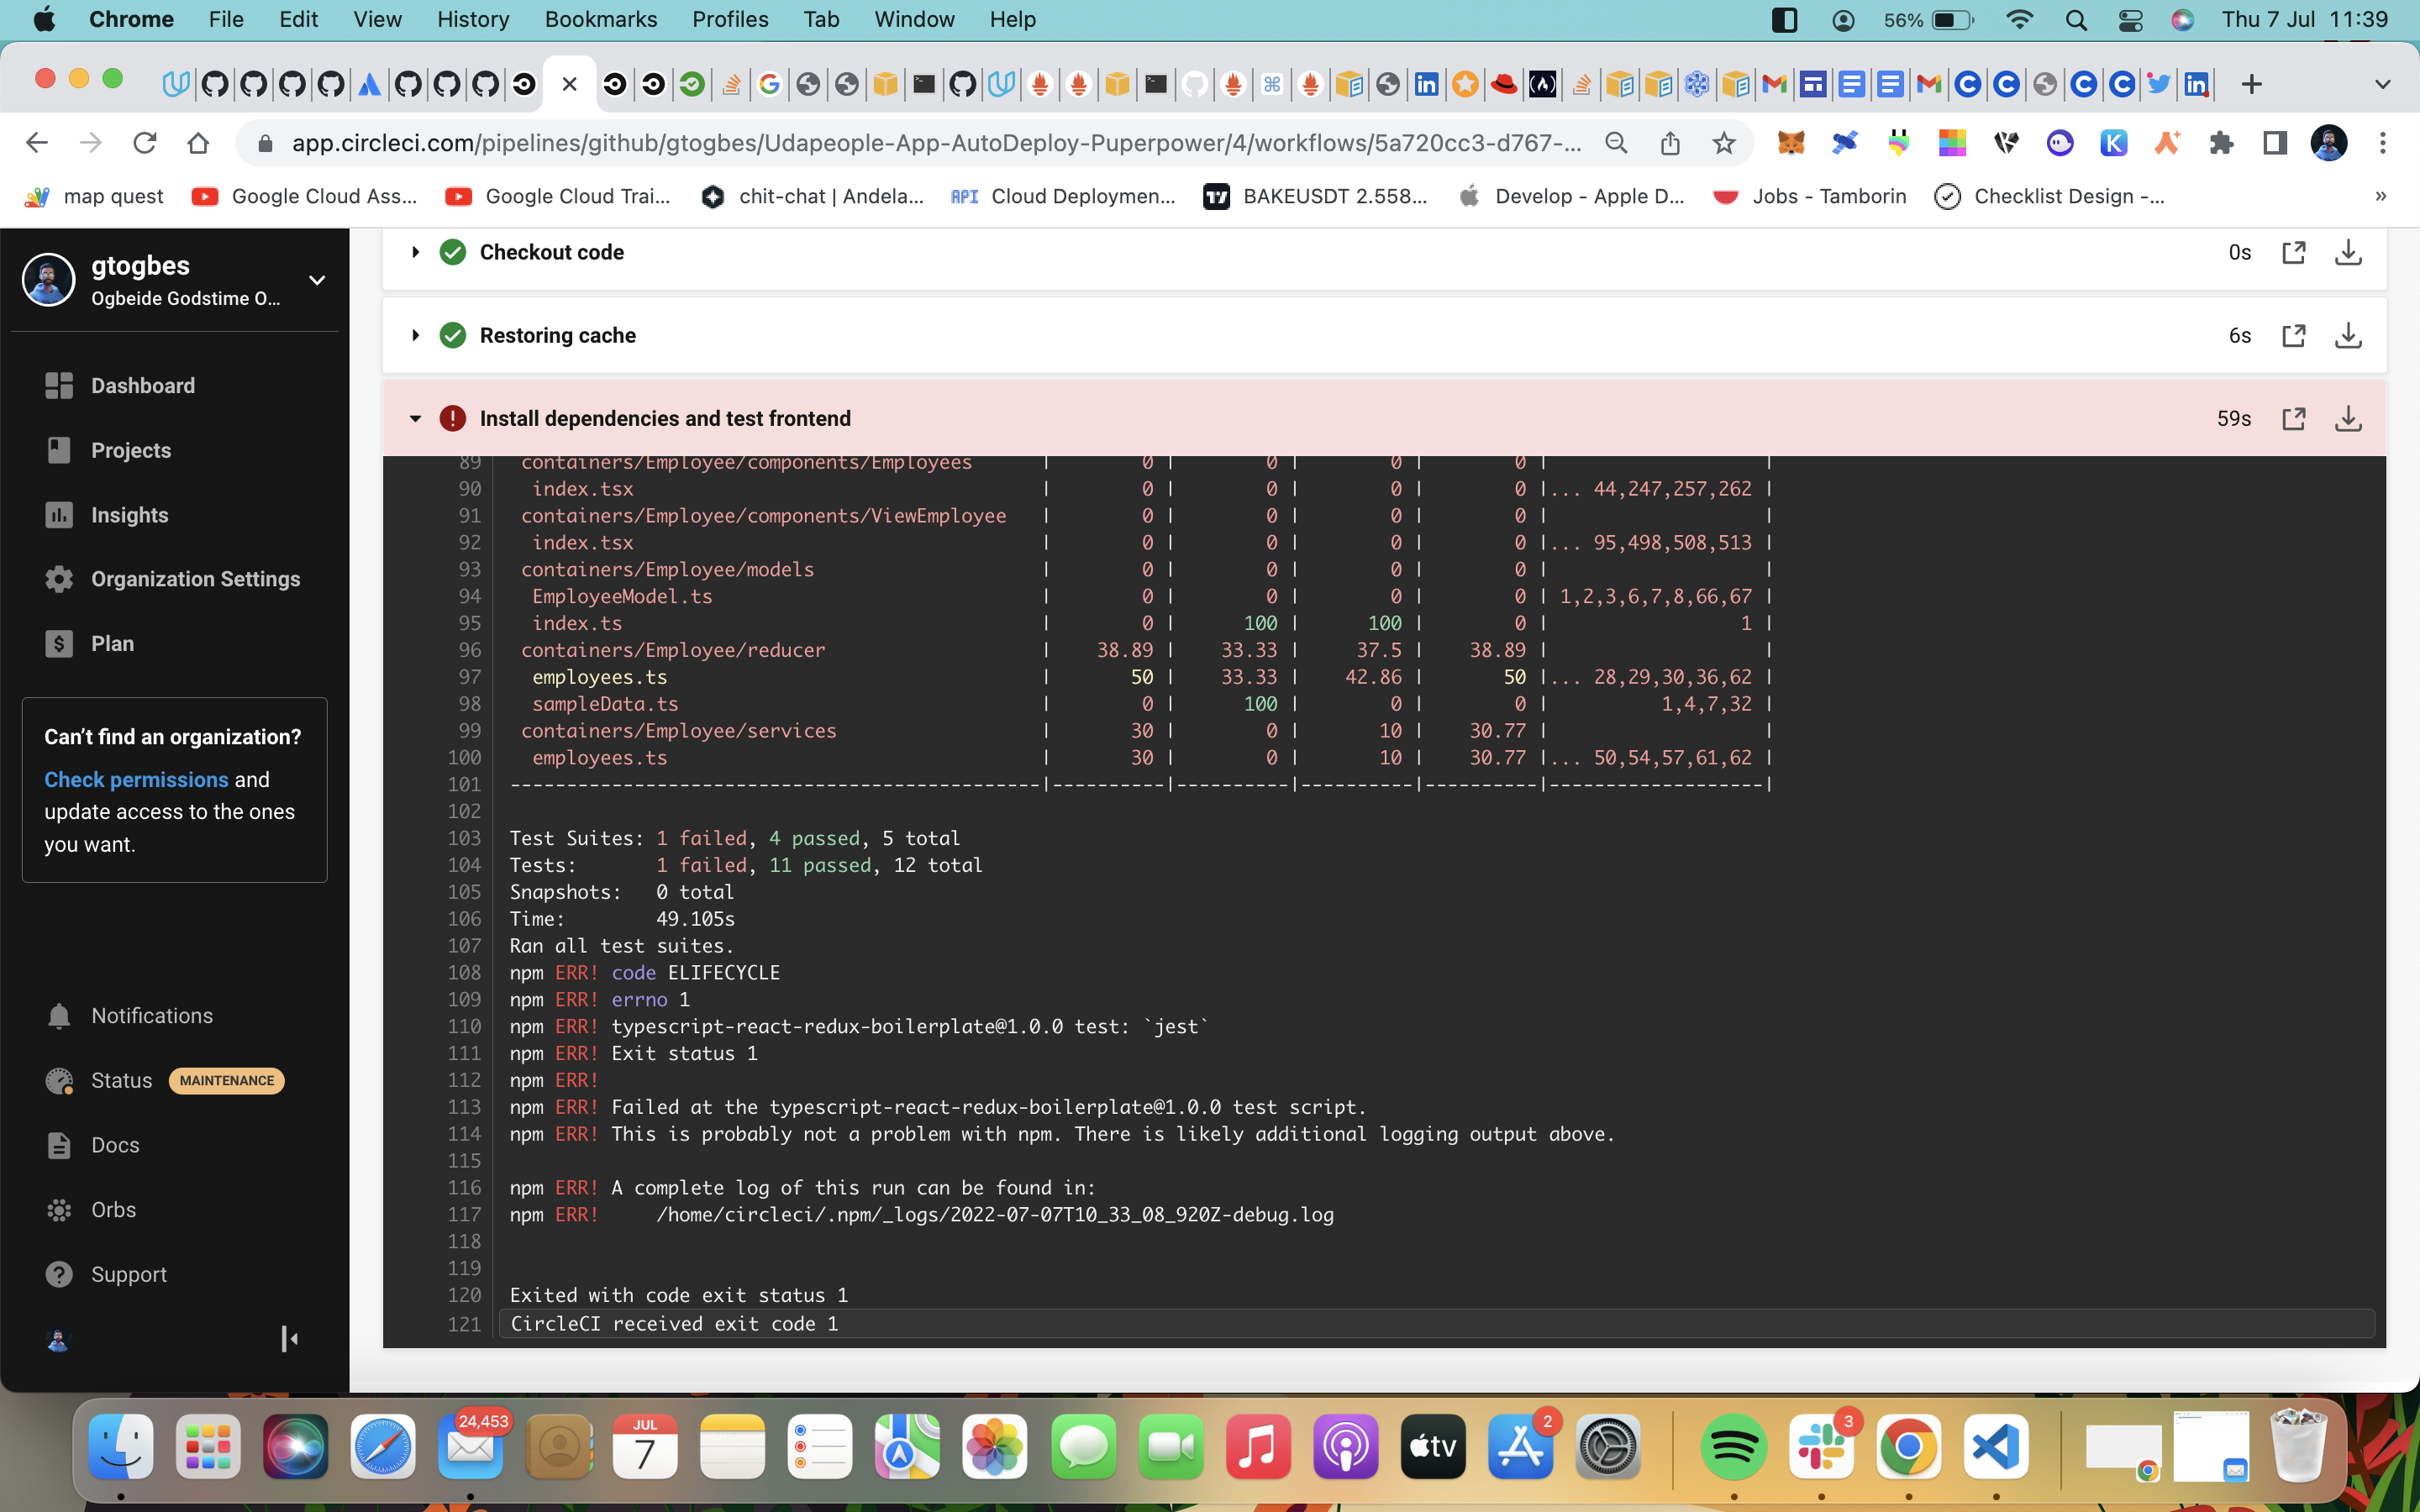 Chrome File Edit View History Bookmarks Profiles Tab Window Help 56% Thu 7 Jul 11:39
app.circleci.com/pipelines/github/gtogbes/Udapeople-App-AutoDeploy-Puperpower/4/workflows/5a720cc3-d767-...
map quest Google Cloud Ass... Google Cloud Trai... chit-chat | Andela... API Cloud Deploymen... BAKEUSDT 2.558... Develop - Apple D... Jobs - Tamborin Checklist Design -... »
gtogbes
Ogbeide Godstime O...
Dashboard
Projects
Insights
Organization Settings
Plan
Can't find an organization?
Check permissions and
update access to the ones
you want.
Notifications
Status MAINTENANCE
Docs
Orbs
Support
Checkout code 0s
Restoring cache 6s
Install dependencies and test frontend 59s
89 containers/Employee/components/Employees | 0 | 0 | 0 | 0 | |
90 index.tsx | 0 | 0 | 0 | 0 |... 44,247,257,262 |
91 containers/Employee/components/ViewEmployee | 0 | 0 | 0 | 0 | |
92 index.tsx | 0 | 0 | 0 | 0 |... 95,498,508,513 |
93 containers/Employee/models | 0 | 0 | 0 | 0 | |
94 EmployeeModel.ts | 0 | 0 | 0 | 0 | 1,2,3,6,7,8,66,67 |
95 index.ts | 0 | 100 | 100 | 0 | 1 |
96 containers/Employee/reducer | 38.89 | 33.33 | 37.5 | 38.89 | |
97 employees.ts | 50 | 33.33 | 42.86 | 50 |... 28,29,30,36,62 |
98 sampleData.ts | 0 | 100 | 0 | 0 | 1,4,7,32 |
99 containers/Employee/services | 30 | 0 | 10 | 30.77 | |
100 employees.ts | 30 | 0 | 10 | 30.77 |... 50,54,57,61,62 |
101 -----------------------------------------------|----------|----------|----------|----------|-------------------|
102
103 Test Suites: 1 failed, 4 passed, 5 total
104 Tests: 1 failed, 11 passed, 12 total
105 Snapshots: 0 total
106 Time: 49.105s
107 Ran all test suites.
108 npm ERR! code ELIFECYCLE
109 npm ERR! errno 1
110 npm ERR! typescript-react-redux-boilerplate@1.0.0 test: `jest`
111 npm ERR! Exit status 1
112 npm ERR!
113 npm ERR! Failed at the typescript-react-redux-boilerplate@1.0.0 test script.
114 npm ERR! This is probably not a problem with npm. There is likely additional logging output above.
115
116 npm ERR! A complete log of this run can be found in:
117 npm ERR! /home/circleci/.npm/_logs/2022-07-07T10_33_08_920Z-debug.log
118
119
120 Exited with code exit status 1
121 CircleCI received exit code 1
24,453
JUL
7
tv
2
3